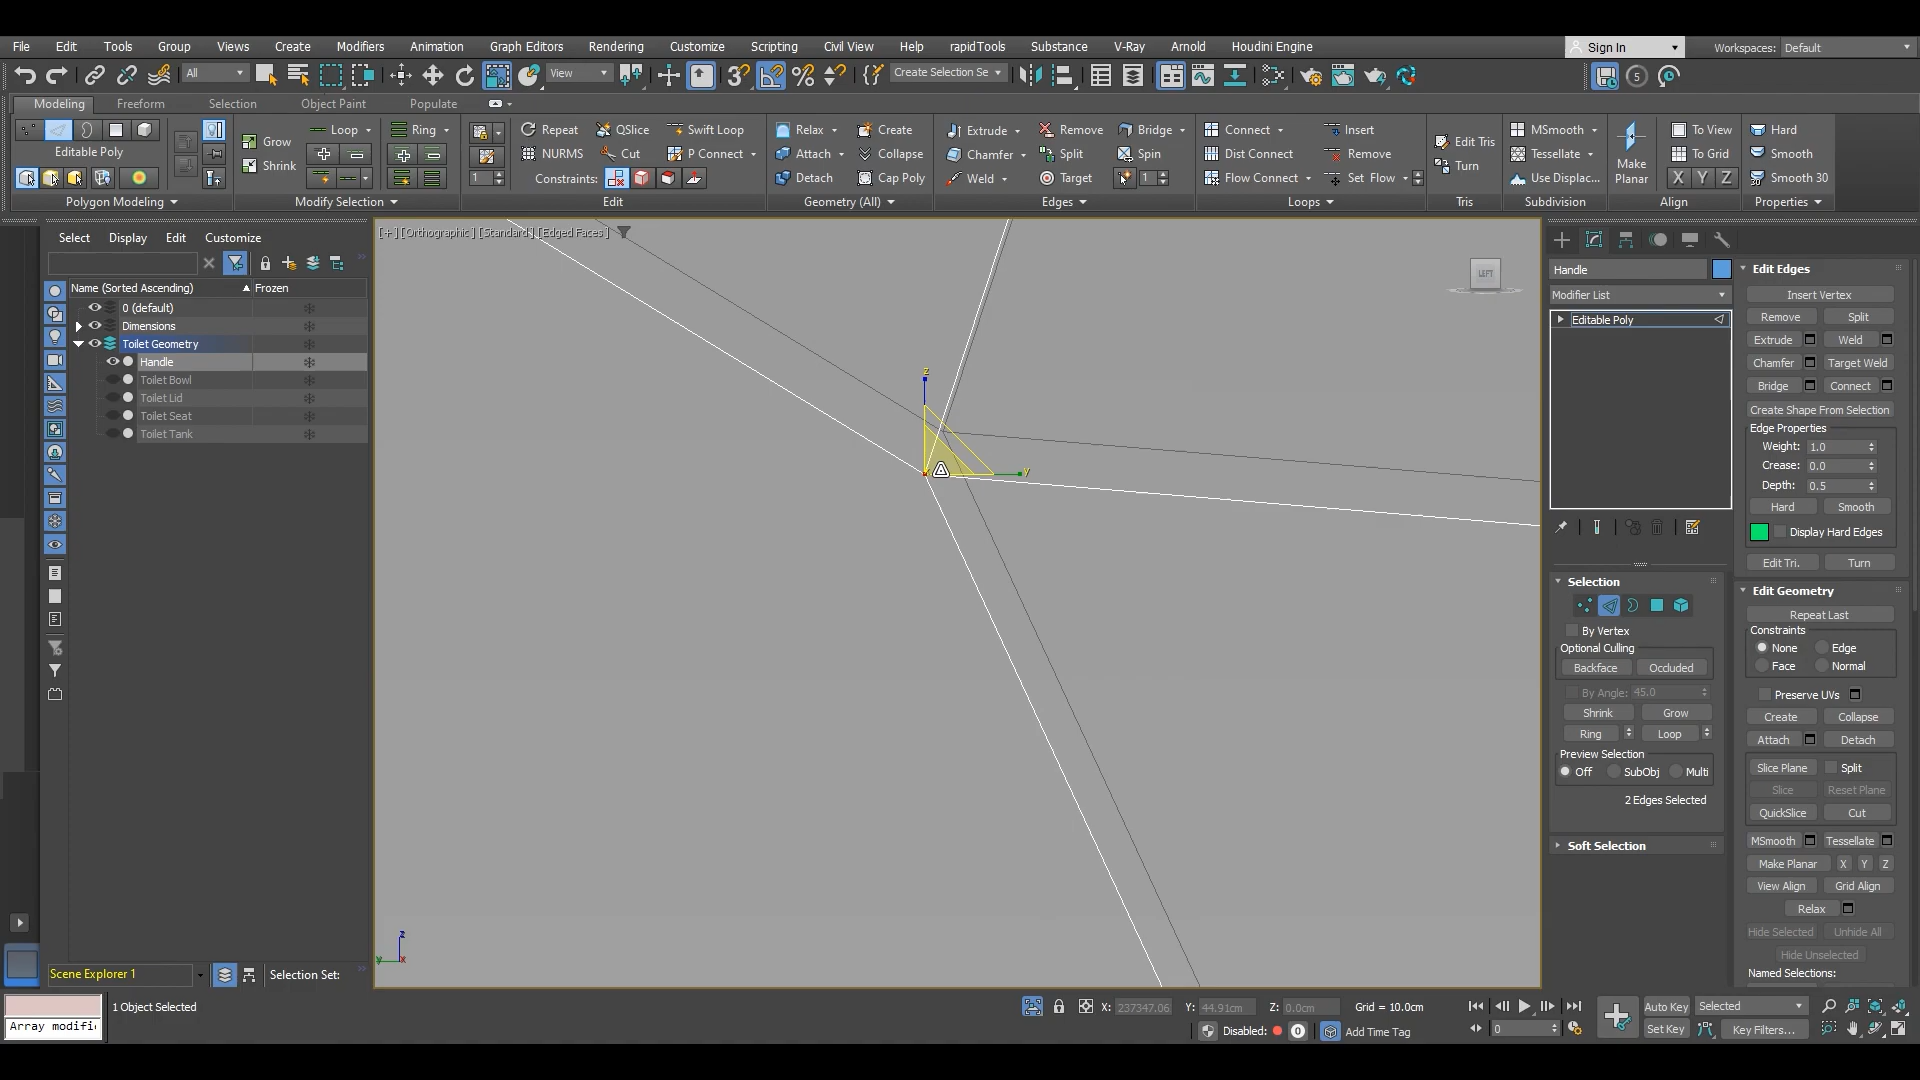 File Edit Tools Group Views Create Modifiers Animation Graph Editors Rendering Customize Scripting Civil View Help rapidTools Substance V-Ray Arnold Houdini Engine Sign In Workspaces: Default
All View Create Selection Se 5
Modeling Freeform Selection Object Paint Populate
Grow Loop Ring Repeat QSlice Swift Loop Relax Create Extrude Remove Bridge Connect Insert Edit Tris MSmooth To View Hard
Editable Poly Shrink NURMS Cut P Connect Attach Collapse Chamfer Split Spin Dist Connect Remove Turn Tessellate Make Planar To Grid Smooth
1 Constraints: Detach Cap Poly Weld Target 1 Flow Connect Set Flow Use Displac... X Y Z Smooth 30
Polygon Modeling Modify Selection Edit Geometry (All) Edges Loops Tris Subdivision Align Properties
Select Display Edit Customize
Name (Sorted Ascending) Frozen
0 (default)
Dimensions
Toilet Geometry
Handle
Toilet Bowl
Toilet Lid
Toilet Seat
Toilet Tank
Scene Explorer 1 Selection Set:
[+] [Orthographic] [Standard] [Edged Faces]
LEFT
z
y
z
y x
Handle
Modifier List
Editable Poly
Selection
By Vertex
Optional Culling
Backface Occluded
By Angle: 45.0
Shrink Grow
Ring Loop
Preview Selection
Off SubObj Multi
2 Edges Selected
Soft Selection
Edit Edges
Insert Vertex
Remove Split
Extrude Weld
Chamfer Target Weld
Bridge Connect
Create Shape From Selection
Edge Properties
Weight: 1.0
Crease: 0.0
Depth: 0.5
Hard Smooth
Display Hard Edges
Edit Tri. Turn
Edit Geometry
Repeat Last
Constraints
None Edge
Face Normal
Preserve UVs
Create Collapse
Attach Detach
Slice Plane Split
Slice Reset Plane
QuickSlice Cut
MSmooth Tessellate
Make Planar X Y Z
View Align Grid Align
Relax
Hide Selected Unhide All
Hide Unselected
Named Selections:
1 Object Selected X: 237347.06 Y: 44.91cm Z: 0.0cm Grid = 10.0cm Auto Key Selected
Array modifi Disabled: 0 Add Time Tag 0 Set Key Key Filters...